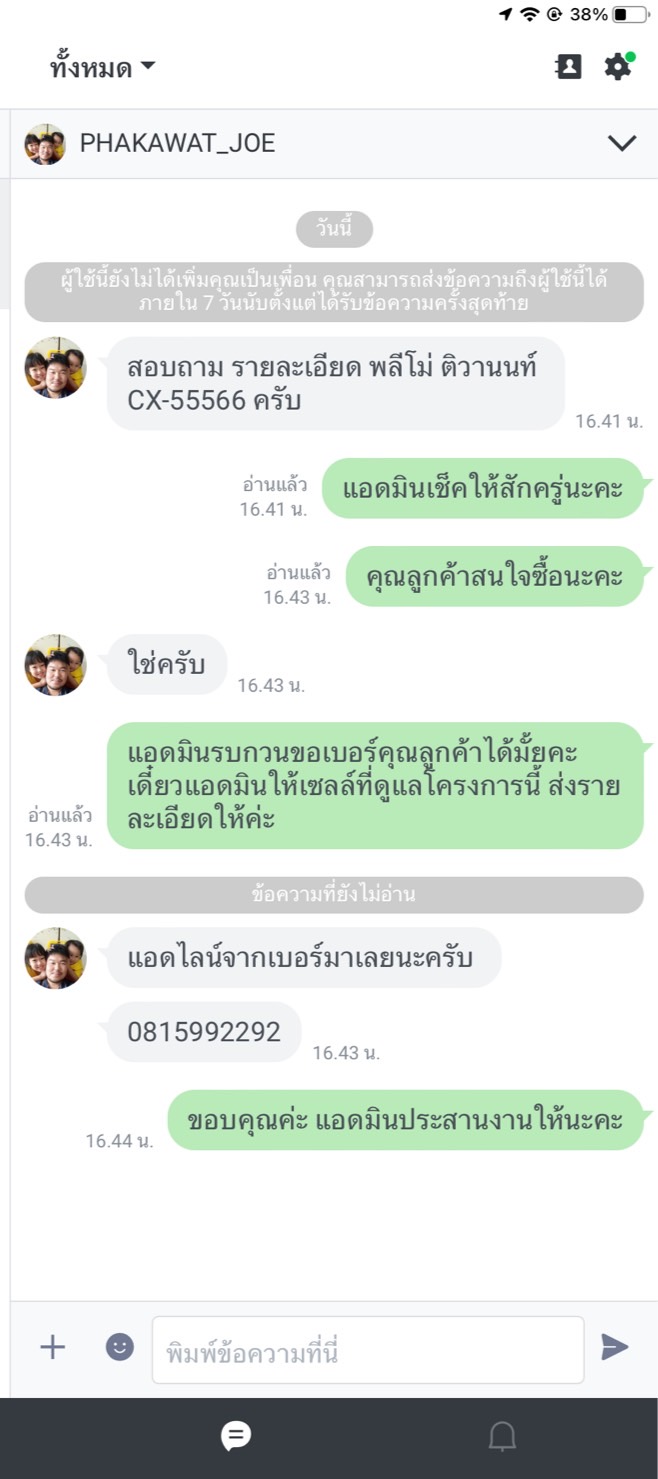 38%
ทั้งหมด
PHAKAWAT_JOE
วันนี้
ผู้ใช้นี้ยังไม่ได้เพิ่มคุณเป็นเพื่อน คุณสามารถส่งข้อความถึงผู้ใช้นี้ได้
ภายใน 7 วันนับตั้งแต่ได้รับข้อความครั้งสุดท้าย
สอบถาม รายละเอียด พลีโม่ ติวานนท์
CX-55566 ครับ
16.41 น.
แอดมินเช็คให้สักครู่นะคะ
อ่านแล้ว
16.41 น.
คุณลูกค้าสนใจซื้อนะคะ
อ่านแล้ว
16.43 น.
ใช่ครับ
16.43 น.
แอดมินรบกวนขอเบอร์คุณลูกค้าได้มั้ยคะ
เดี๋ยวแอดมินให้เซลล์ที่ดูแลโครงการนี้ ส่งราย
ละเอียดให้ค่ะ
อ่านแล้ว
16.43 น.
ข้อความที่ยังไม่อ่าน
แอดไลน์จากเบอร์มาเลยนะครับ
0815992292
16.43 น.
ขอบคุณค่ะ แอดมินประสานงานให้นะคะ
16.44 น.
พิมพ์ข้อความที่นี่